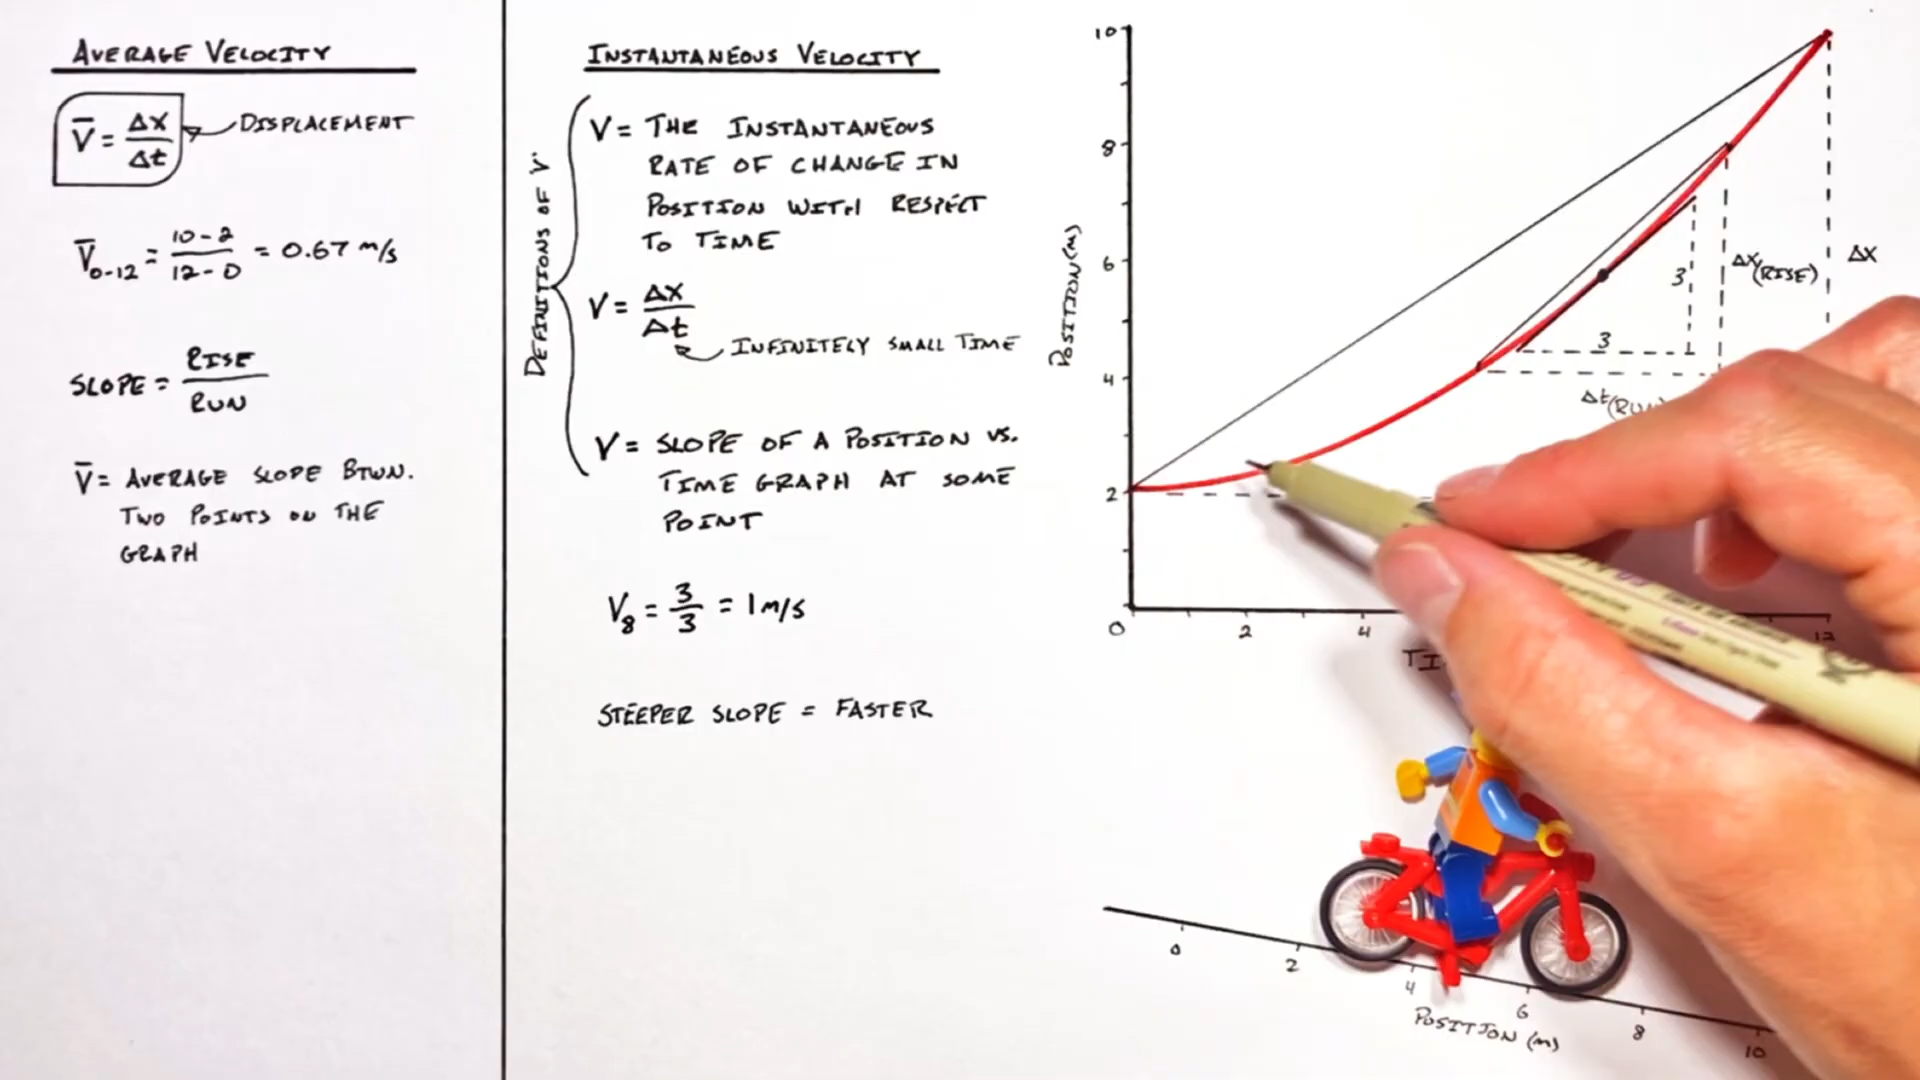 AVERAGE VELOCITY
V̄ = Δx/Δt
DISPLACEMENT
V̄₀₋₁₂ = 10-2/12-0 = 0.67 m/s
SLOPE = RISE/RUN
V̄ = AVERAGE SLOPE BTWN.
TWO POINTS ON THE
GRAPH
INSTANTANEOUS VELOCITY
DEFINITIONS OF V
V = THE INSTANTANEOUS
RATE OF CHANGE IN
POSITION WITH RESPECT
TO TIME
V = Δx/Δt
INFINITELY SMALL TIME
V = SLOPE OF A POSITION VS.
TIME GRAPH AT SOME
POINT
V₈ = 3/3 = 1 m/s
STEEPER SLOPE = FASTER
10
8
6
4
2
POSITION (m)
3
3
Δx (RISE)
Δx
Δt (RUN)
0 2 4 12
TI
0 2 4 6 8 10
POSITION (m)